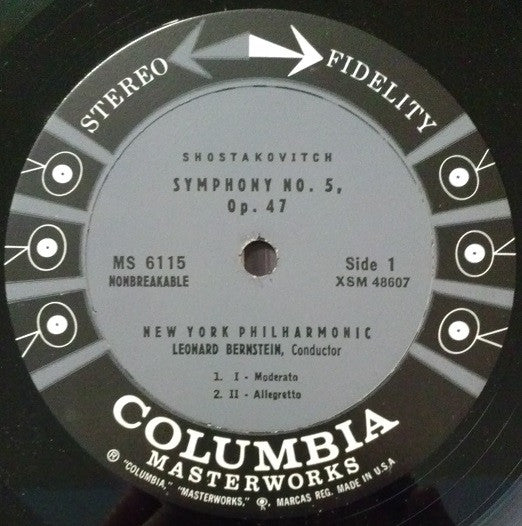 STEREO FIDELITY
SHOSTAKOVITCH
SYMPHONY NO. 5,
Op. 47
MS 6115
NONBREAKABLE
Side 1
XSM 48607
NEW YORK PHILHARMONIC
LEONARD BERNSTEIN, Conductor
1. I - Moderato
2. II - Allegretto
COLUMBIA
MASTERWORKS
® "COLUMBIA," "MASTERWORKS," ℗, MARCAS REG. MADE IN U.S.A